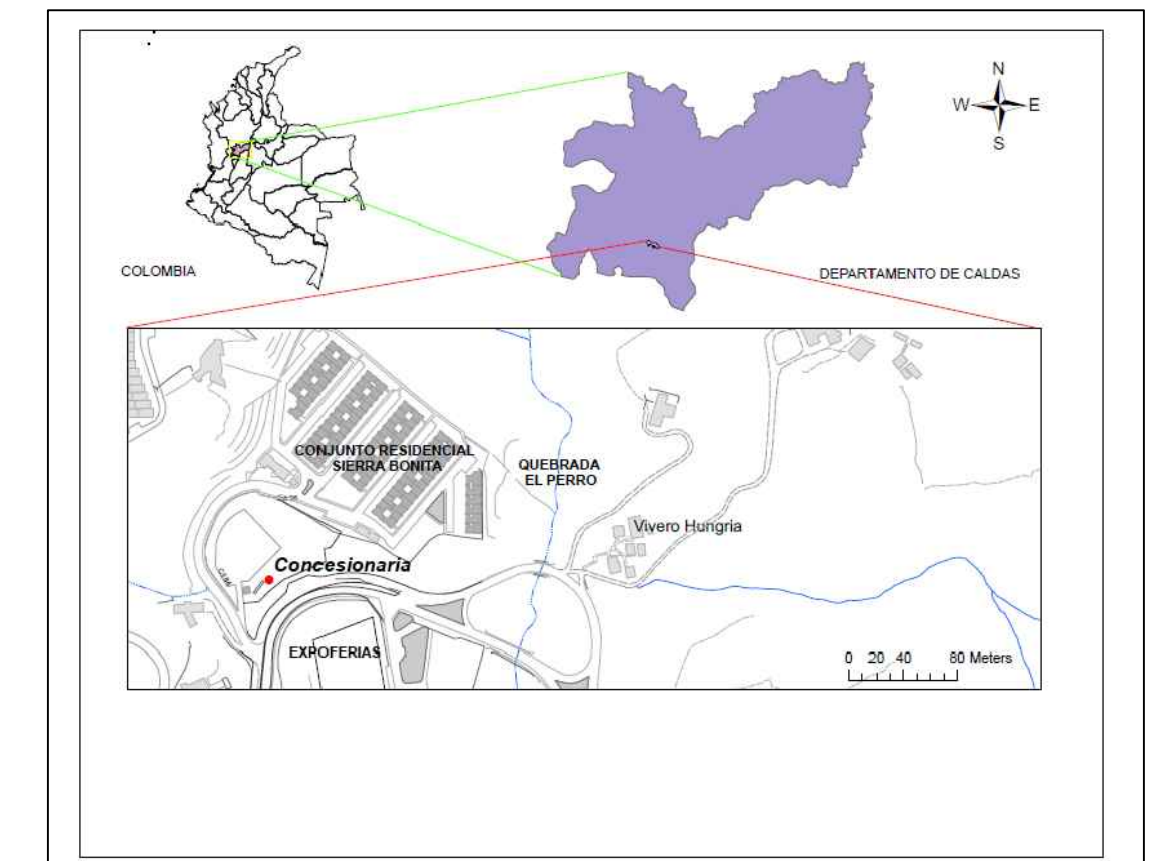 N
W E
S
COLOMBIA
DEPARTAMENTO DE CALDAS
CONJUNTO RESIDENCIAL
SIERRA BONITA
QUEBRADA
EL PERRO
Vivero Hungria
Concesionaria
EXPOFERIAS
0 20 40 80 Meters